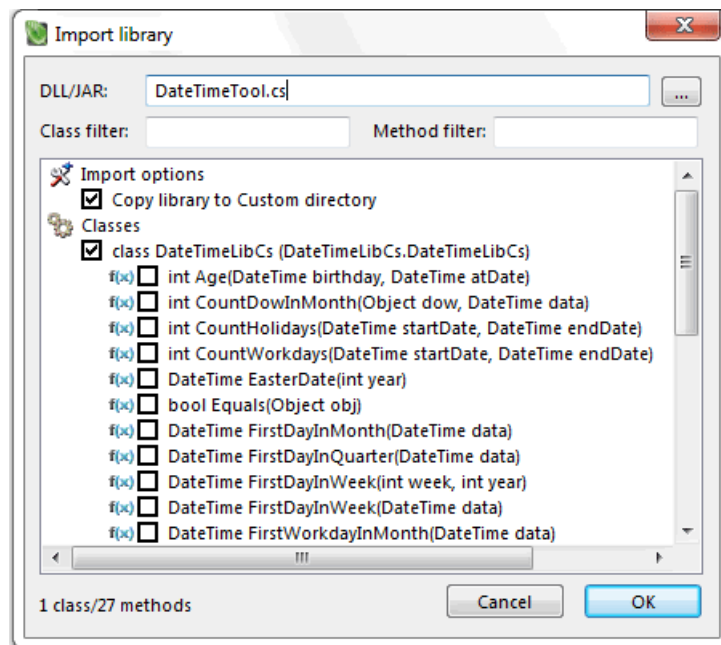 Import library
DLL/JAR: DateTimeTool.cs ...
Class filter: Method filter:
Import options
Copy library to Custom directory
Classes
class DateTimeLibCs (DateTimeLibCs.DateTimeLibCs)
f(x) int Age(DateTime birthday, DateTime atDate)
f(x) int CountDowInMonth(Object dow, DateTime data)
f(x) int CountHolidays(DateTime startDate, DateTime endDate)
f(x) int CountWorkdays(DateTime startDate, DateTime endDate)
f(x) DateTime EasterDate(int year)
f(x) bool Equals(Object obj)
f(x) DateTime FirstDayInMonth(DateTime data)
f(x) DateTime FirstDayInQuarter(DateTime data)
f(x) DateTime FirstDayInWeek(int week, int year)
f(x) DateTime FirstDayInWeek(DateTime data)
f(x) DateTime FirstWorkdayInMonth(DateTime data)
1 class/27 methods Cancel OK